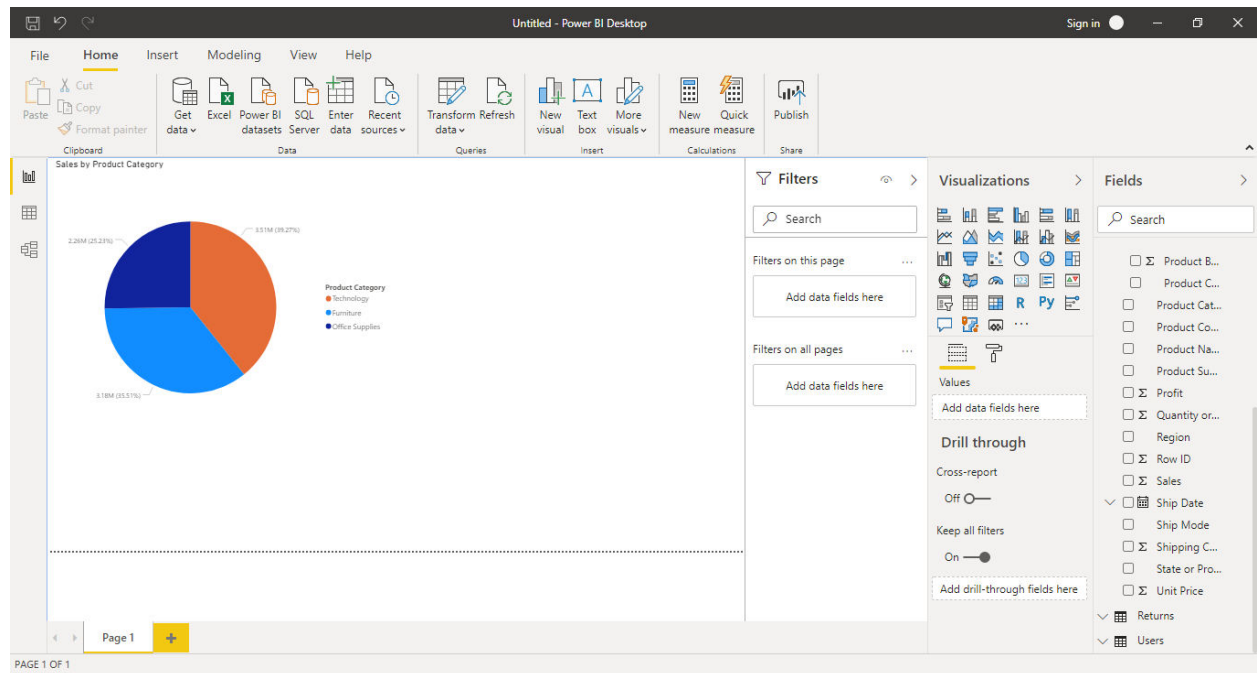 Untitled - Power BI Desktop
Sign in
File Home Insert Modeling View Help
Paste
Cut
Copy
Format painter
Clipboard
Get data
Excel
Power BI datasets
SQL Server
Enter data
Recent sources
Data
Transform data
Refresh
Queries
New visual
Text box
More visuals
Insert
New measure
Quick measure
Calculations
Publish
Share
Sales by Product Category
3.51M (39.27%)
2.26M (25.23%)
3.18M (35.51%)
Product Category
Technology
Furniture
Office Supplies
Filters
Search
Filters on this page ...
Add data fields here
Filters on all pages ...
Add data fields here
Visualizations
123
R Py
...
Values
Add data fields here
Drill through
Cross-report
Off
Keep all filters
On
Add drill-through fields here
Fields
Search
Σ Product B...
Product C...
Product Cat...
Product Co...
Product Na...
Product Su...
Σ Profit
Σ Quantity or...
Region
Σ Row ID
Σ Sales
Ship Date
Ship Mode
Σ Shipping C...
State or Pro...
Σ Unit Price
Returns
Users
Page 1 +
PAGE 1 OF 1